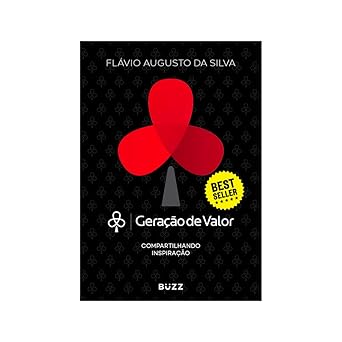 FLÁVIO AUGUSTO DA SILVA
BEST
SELLER
Geração de Valor
COMPARTILHANDO
INSPIRAÇÃO
BUZZ